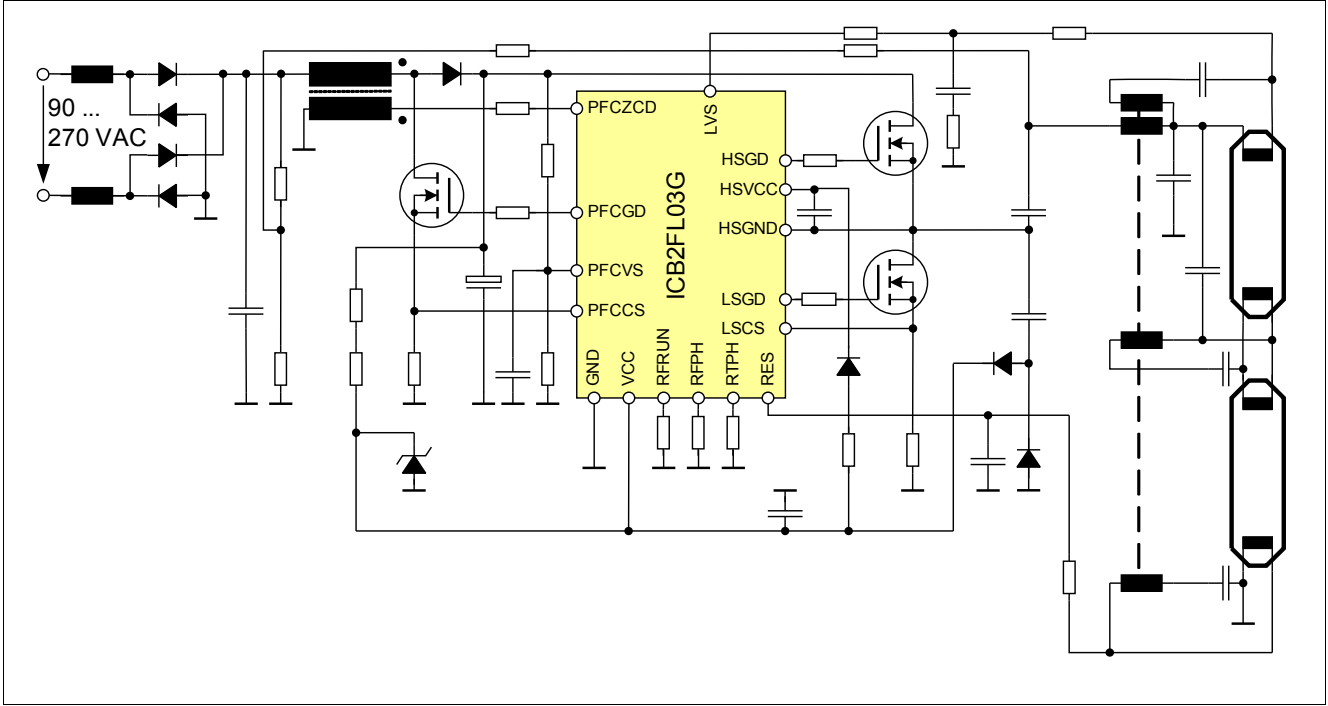 90 ...
270 VAC
PFCZCD
PFCGD
PFCVS
PFCCS
ICB2FL03G
LVS
HSGD
HSVCC
HSGND
LSGD
LSCS
GND
VCC
RFRUN
RFPH
RTPH
RES